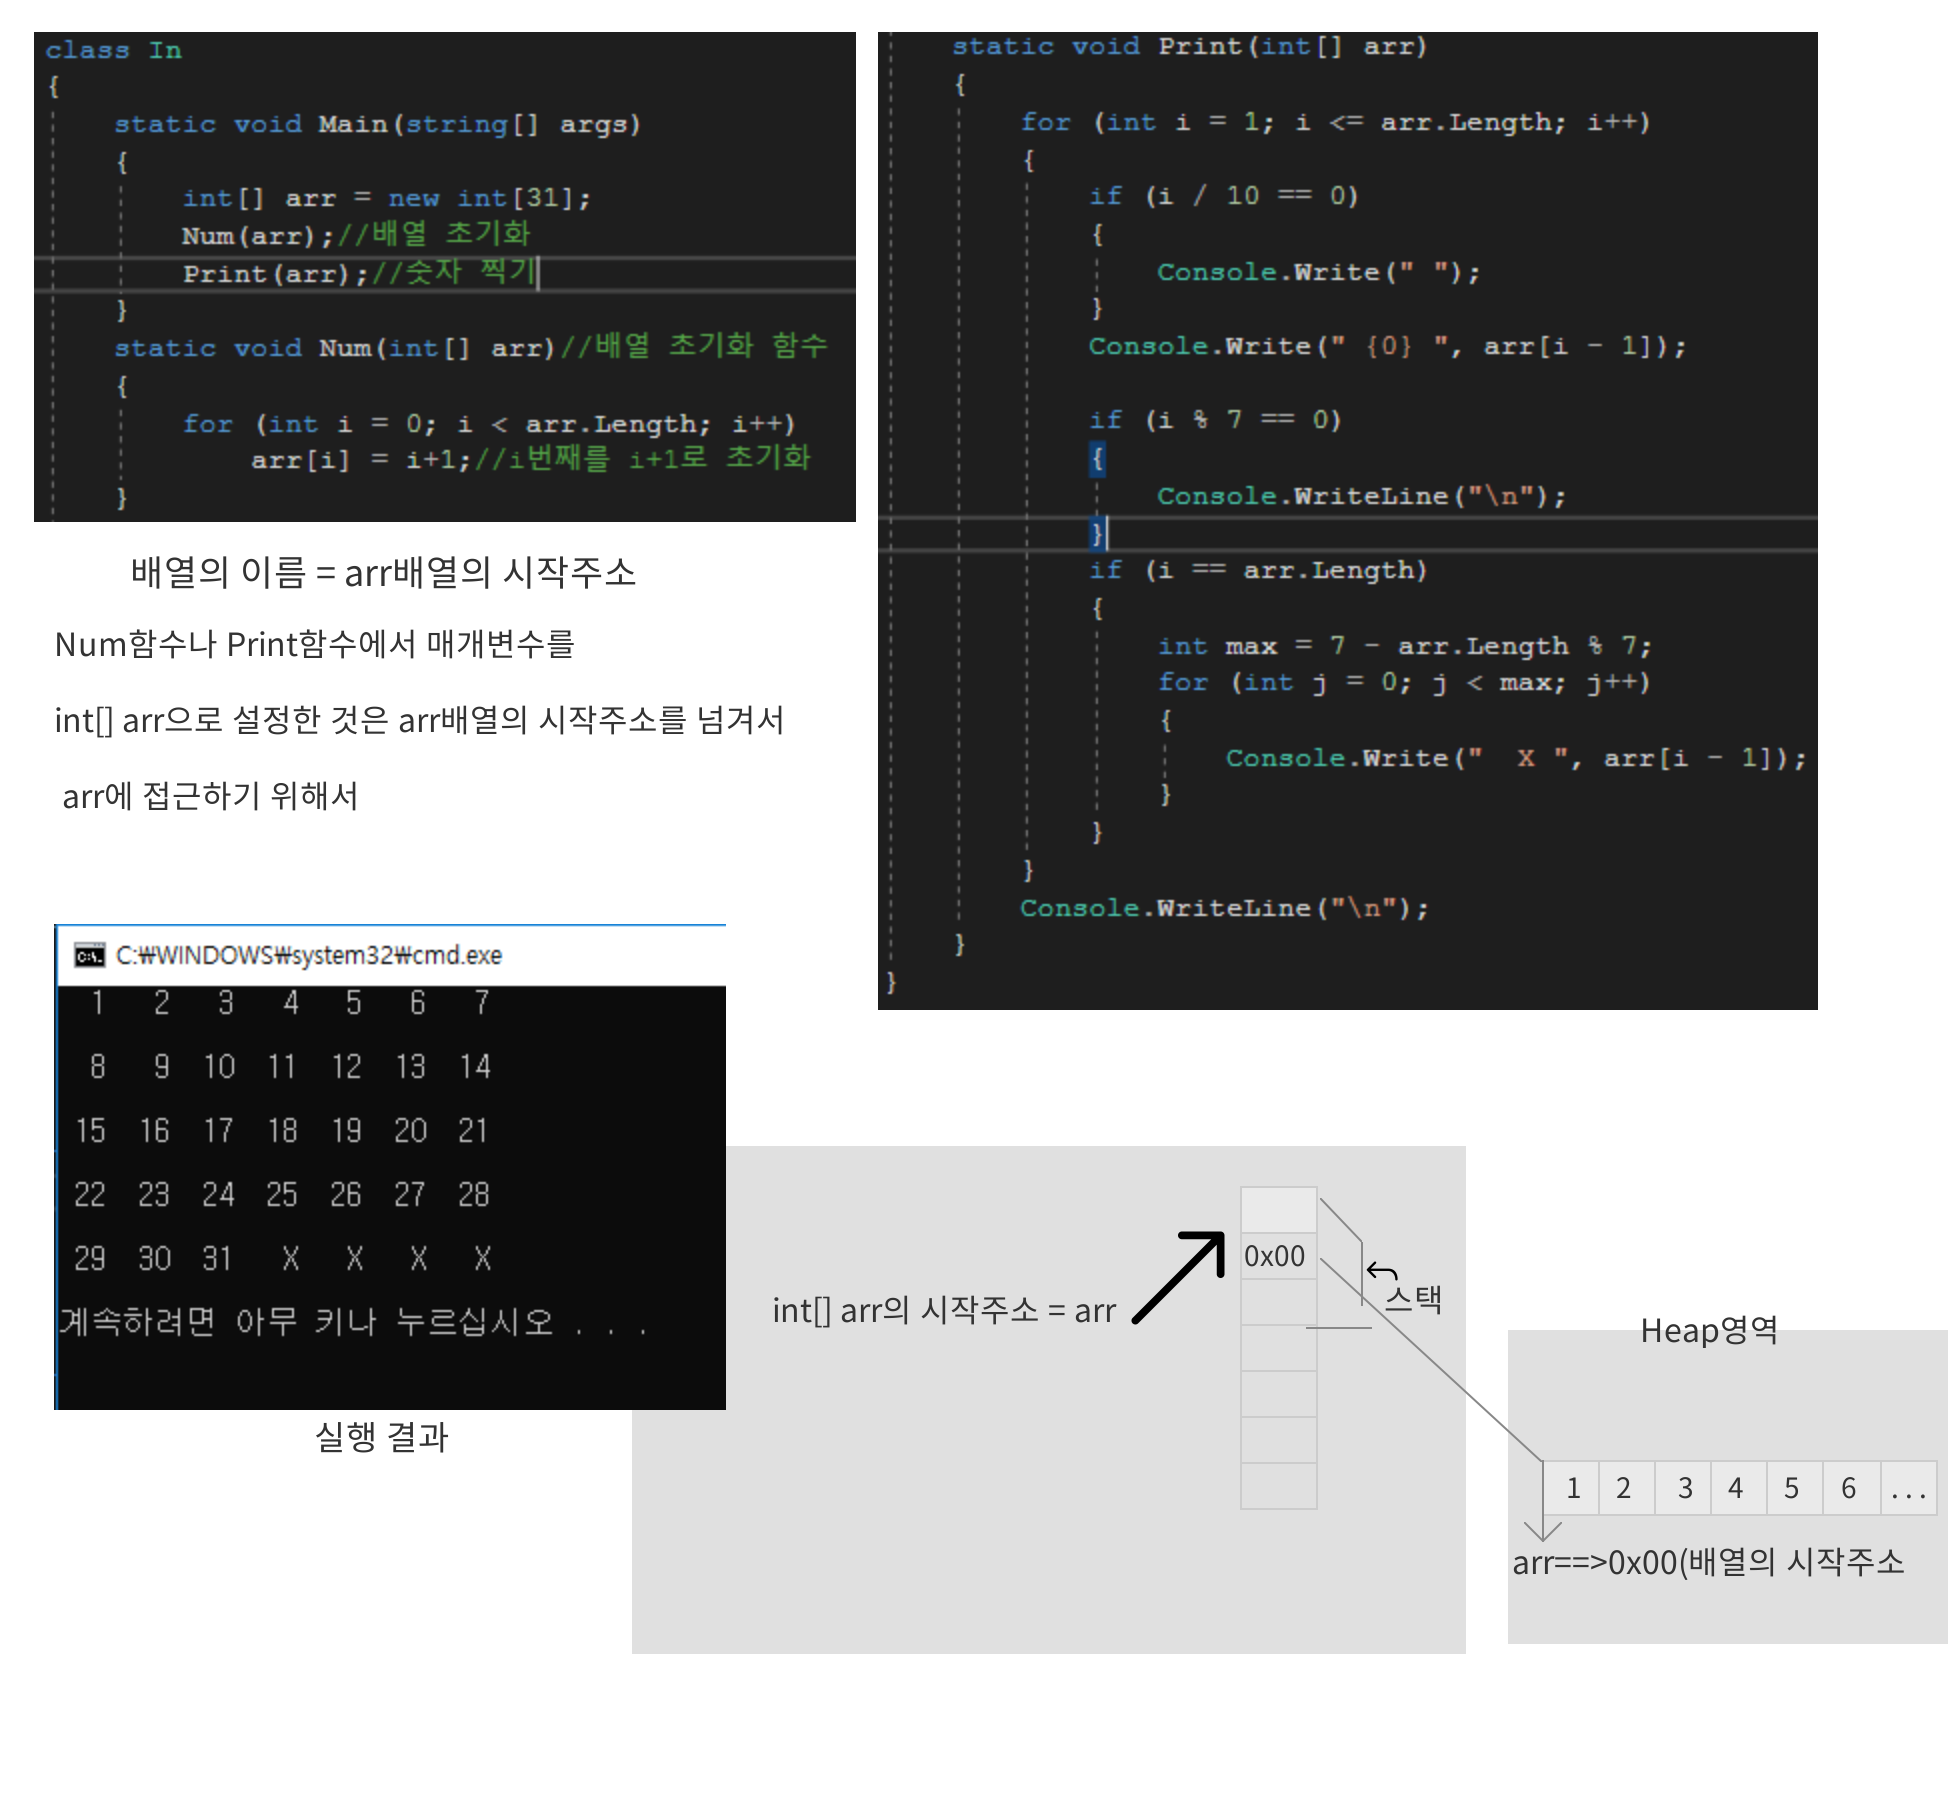 class In
{
static void Main(string[] args)
{
int[] arr = new int[31];
Num(arr);//배열 초기화
Print(arr);//숫자 찍기
}
static void Num(int[] arr)//배열 초기화 함수
{
for (int i = 0; i < arr.Length; i++)
arr[i] = i+1;//i번째를 i+1로 초기화
}
배열의 이름 = arr배열의 시작주소
Num함수나 Print함수에서 매개변수를
int[] arr으로 설정한 것은 arr배열의 시작주소를 넘겨서
arr에 접근하기 위해서
static void Print(int[] arr)
{
for (int i = 1; i <= arr.Length; i++)
{
if (i / 10 == 0)
{
Console.Write(" ");
}
Console.Write(" {0} ", arr[i - 1]);
if (i % 7 == 0)
{
Console.WriteLine("\n");
}
if (i == arr.Length)
{
int max = 7 - arr.Length % 7;
for (int j = 0; j < max; j++)
{
Console.Write("  X ", arr[i - 1]);
}
}
}
Console.WriteLine("\n");
}
}
C:₩WINDOWS₩system32₩cmd.exe
1 2 3 4 5 6 7
8 9 10 11 12 13 14
15 16 17 18 19 20 21
22 23 24 25 26 27 28
29 30 31 X X X X
계속하려면 아무 키나 누르십시오 . . .
실행 결과
int[] arr의 시작주소 = arr
0x00
스택
Heap영역
1 2 3 4 5 6 ...
arr==>0x00(배열의 시작주소